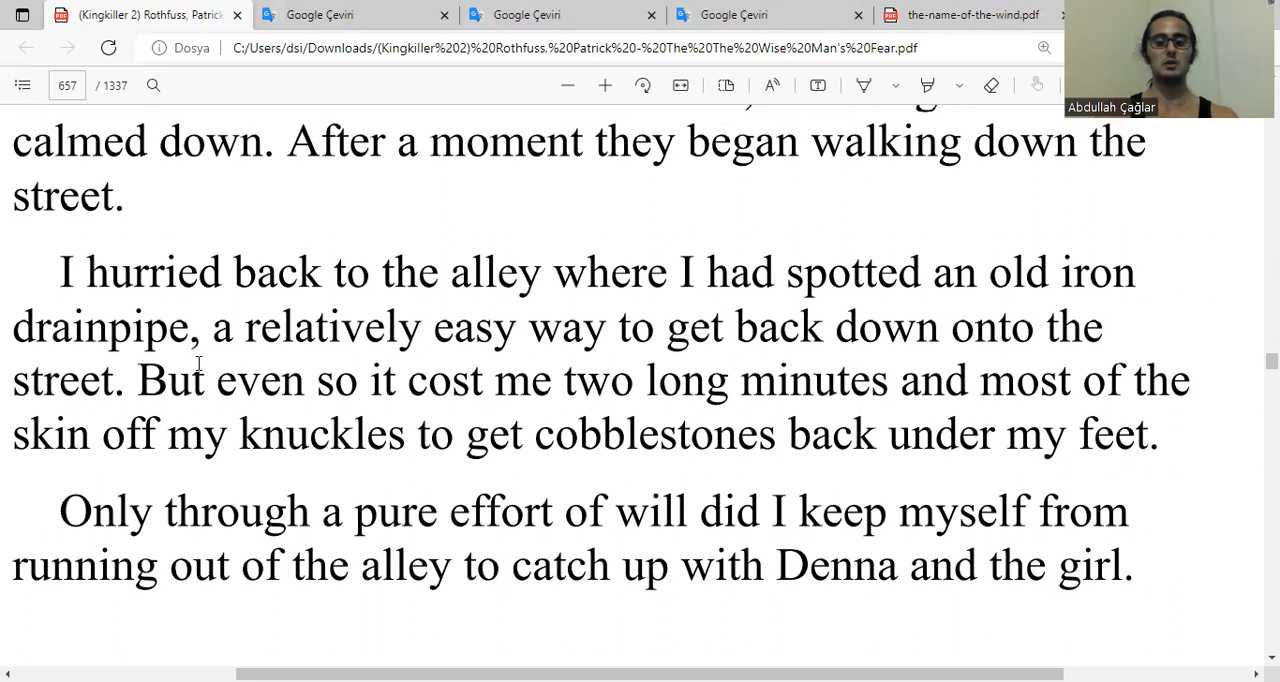 (Kingkiller 2) Rothfuss, Patrick
Google Çeviri
Google Çeviri
Google Çeviri
the-name-of-the-wind.pdf
Dosya
C:/Users/dsi/Downloads/(Kingkiller%202)%20Rothfuss,%20Patrick%20-%20The%20The%20Wise%20Man's%20Fear.pdf
657 / 1337
Abdullah Çağlar
calmed down. After a moment they began walking down the
street.
I hurried back to the alley where I had spotted an old iron
drainpipe, a relatively easy way to get back down onto the
street. But even so it cost me two long minutes and most of the
skin off my knuckles to get cobblestones back under my feet.
Only through a pure effort of will did I keep myself from
running out of the alley to catch up with Denna and the girl.